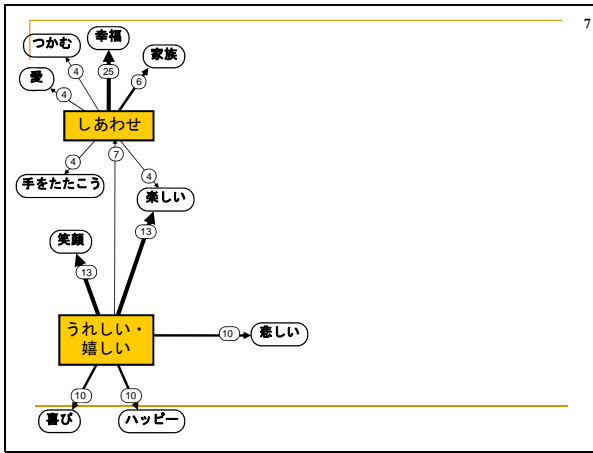 7
つかむ
幸福
家族
愛
4
25
6
4
しあわせ
7
4
4
手をたたこう
楽しい
笑顔
13
13
うれしい・
嬉しい
10
悲しい
10
10
喜び
ハッピー